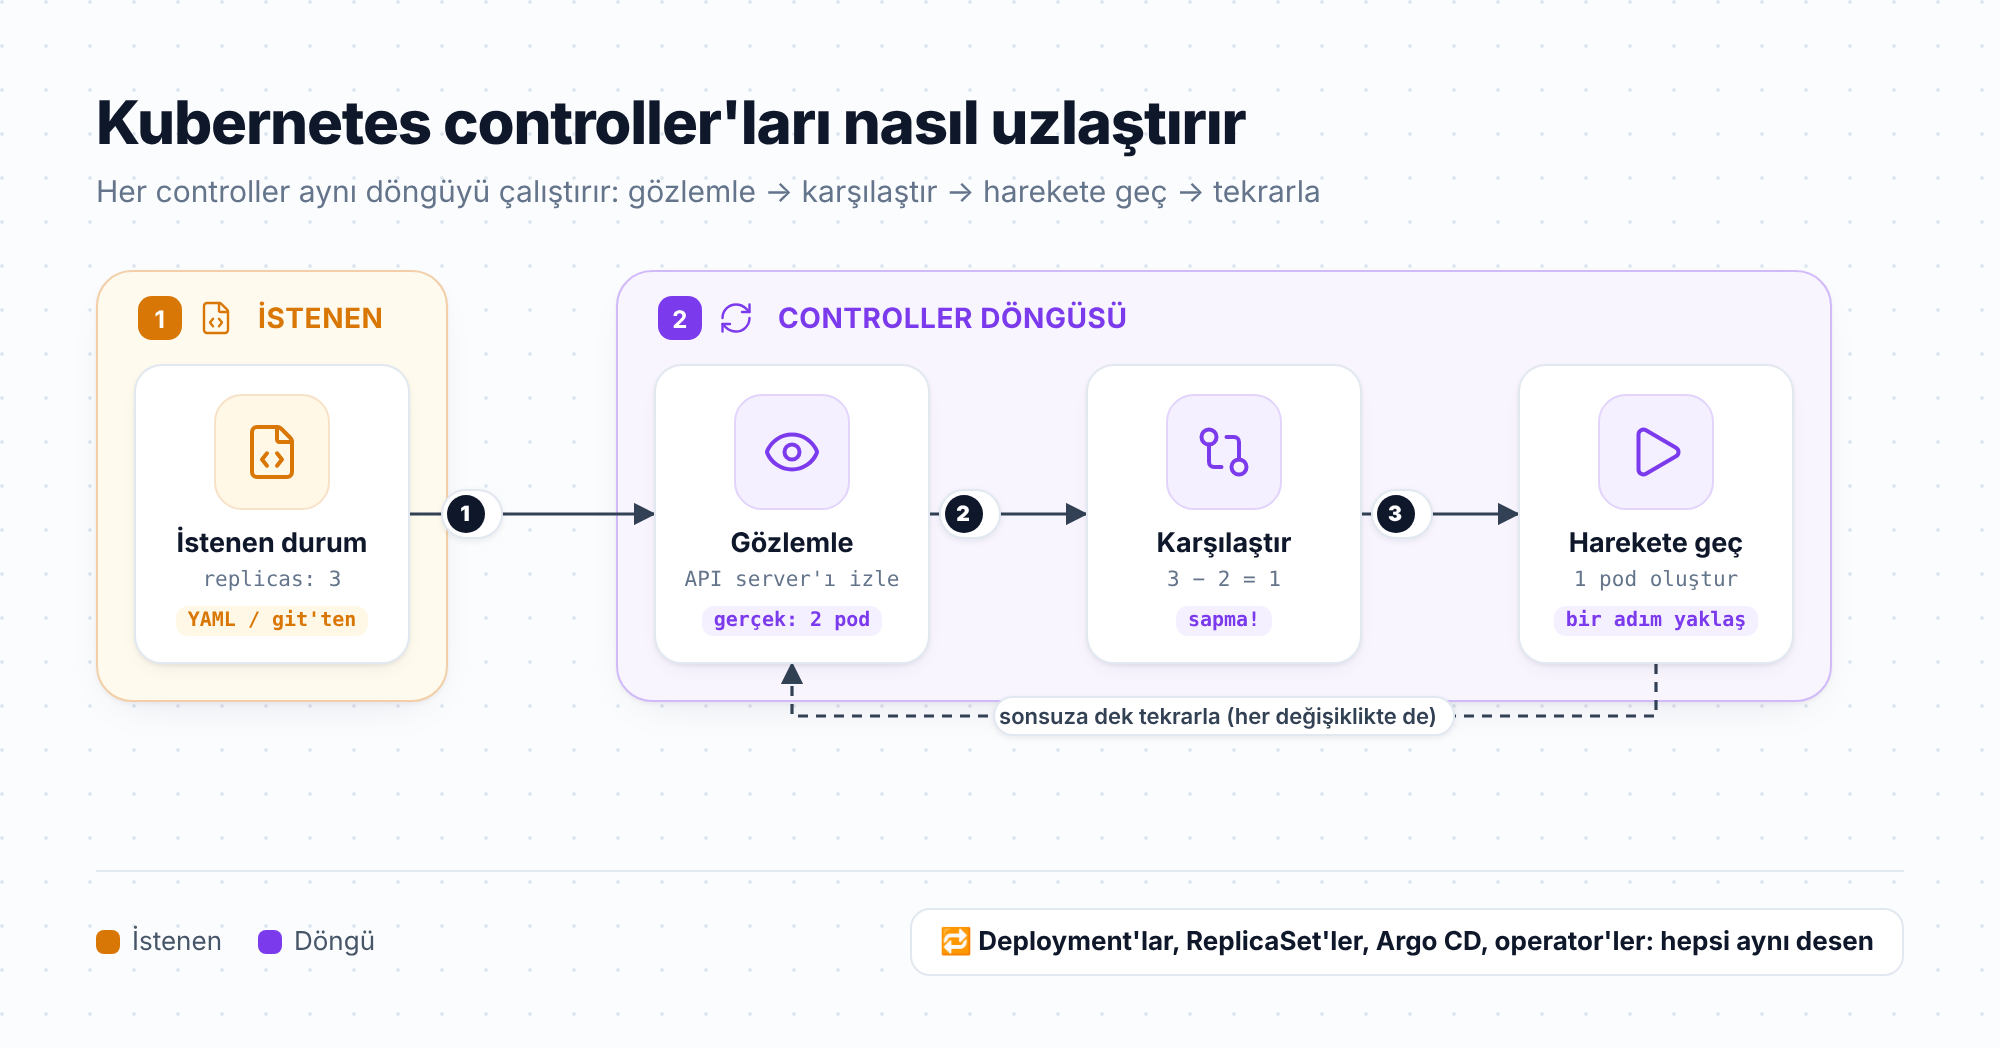 Kubernetes controller'ları nasıl uzlaştırır
Her controller aynı döngüyü çalıştırır: gözlemle → karşılaştır → harekete geç → tekrarla
1 İSTENEN
İstenen durum
replicas: 3
YAML / git'ten
1
2 CONTROLLER DÖNGÜSÜ
Gözlemle
API server'ı izle
gerçek: 2 pod
2
Karşılaştır
3 − 2 = 1
sapma!
3
Harekete geç
1 pod oluştur
bir adım yaklaş
sonsuza dek tekrarla (her değişiklikte de)
İstenen
Döngü
🔁 Deployment'lar, ReplicaSet'ler, Argo CD, operator'ler: hepsi aynı desen